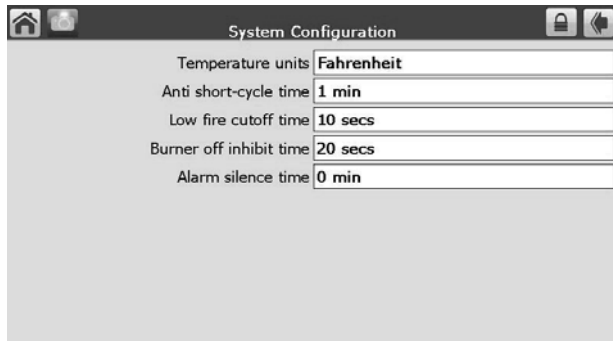 System Configuration
Temperature units Fahrenheit
Anti short-cycle time 1 min
Low fire cutoff time 10 secs
Burner off inhibit time 20 secs
Alarm silence time 0 min